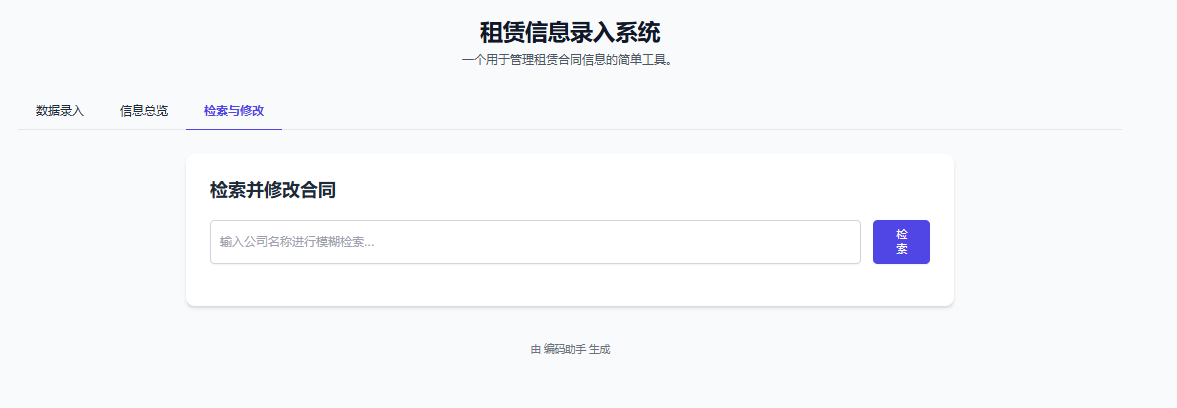 租赁信息录入系统
一个用于管理租赁合同信息的简单工具。
数据录入 信息总览 检索与修改
检索并修改合同
输入公司名称进行模糊检索...
检
索
由 编码助手 生成